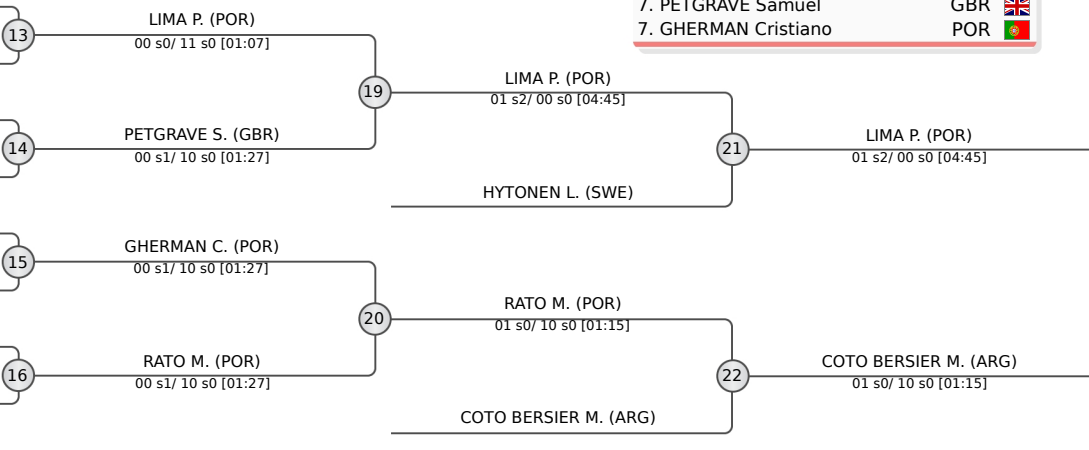 7. PETGRAVE Samuel GBR
7. GHERMAN Cristiano POR
LIMA P. (POR)
13
00 s0/ 11 s0 [01:07]
19
LIMA P. (POR)
01 s2/ 00 s0 [04:45]
PETGRAVE S. (GBR)
14
00 s1/ 10 s0 [01:27]
21
LIMA P. (POR)
01 s2/ 00 s0 [04:45]
HYTONEN L. (SWE)
GHERMAN C. (POR)
15
00 s1/ 10 s0 [01:27]
20
RATO M. (POR)
01 s0/ 10 s0 [01:15]
RATO M. (POR)
16
00 s1/ 10 s0 [01:27]
22
COTO BERSIER M. (ARG)
01 s0/ 10 s0 [01:15]
COTO BERSIER M. (ARG)